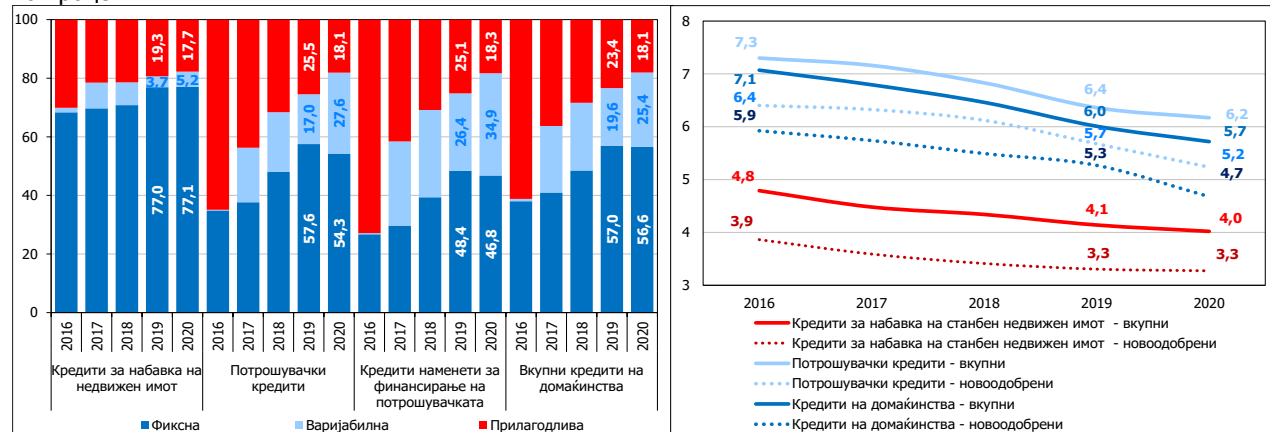 100
80
60
40
20
0
19,3 17,7 25,5 18,1 25,1 18,3 23,4 18,1
3,7 5,2 17,0 27,6 26,4 34,9 19,6 25,4
77,0 77,1 57,6 54,3 48,4 46,8 57,0 56,6
2016 2017 2018 2019 2020 2016 2017 2018 2019 2020 2016 2017 2018 2019 2020 2016 2017 2018 2019 2020
Кредити за набавка на
недвижен имот
Потрошувачки
кредити
Кредити наменети за
финансирање на
потрошувачката
Вкупни кредити на
домаќинства
Фиксна Варијабилна Прилагодлива
8
7
6
5
4
3
7,3 6,4 6,2
7,1 6,0 5,7
6,4 5,7 5,2
5,9 5,3 4,7
4,8 4,1 4,0
3,9 3,3 3,3
2016 2017 2018 2019 2020
Кредити за набавка на станбен недвижен имот - вкупни
Кредити за набавка на станбен недвижен имот - новоодобрени
Потрошувачки кредити - вкупни
Потрошувачки кредити - новоодобрени
Кредити на домаќинства - вкупни
Кредити на домаќинства - новоодобрени